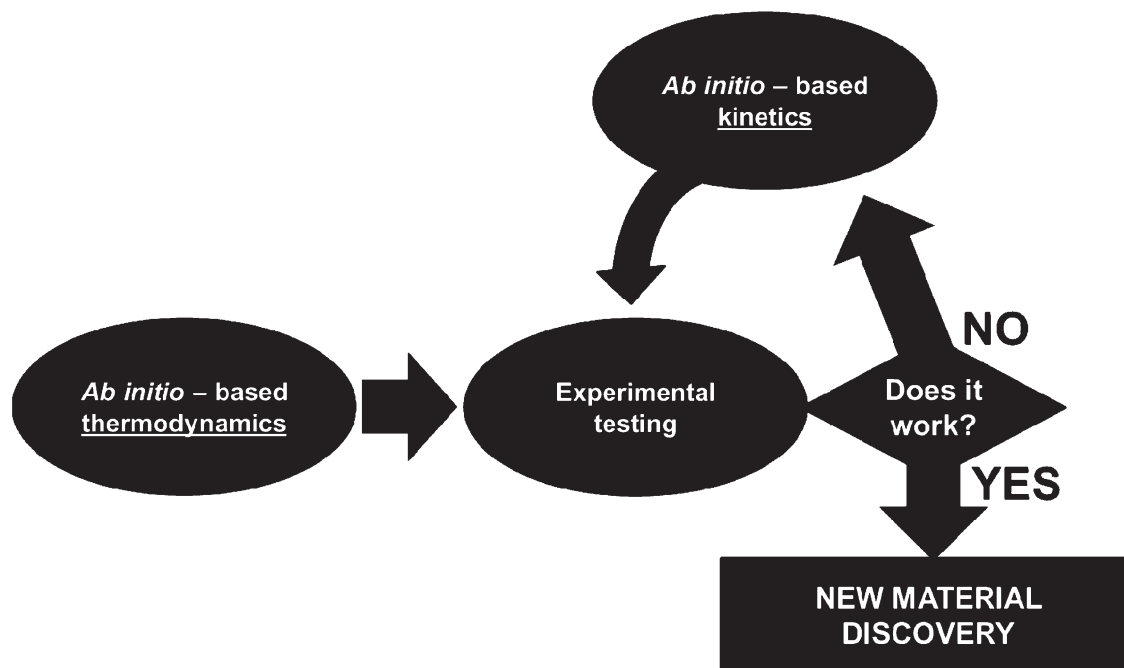 Ab initio – based
kinetics
NO
Ab initio – based
thermodynamics
Experimental
testing
Does it
work?
YES
NEW MATERIAL
DISCOVERY